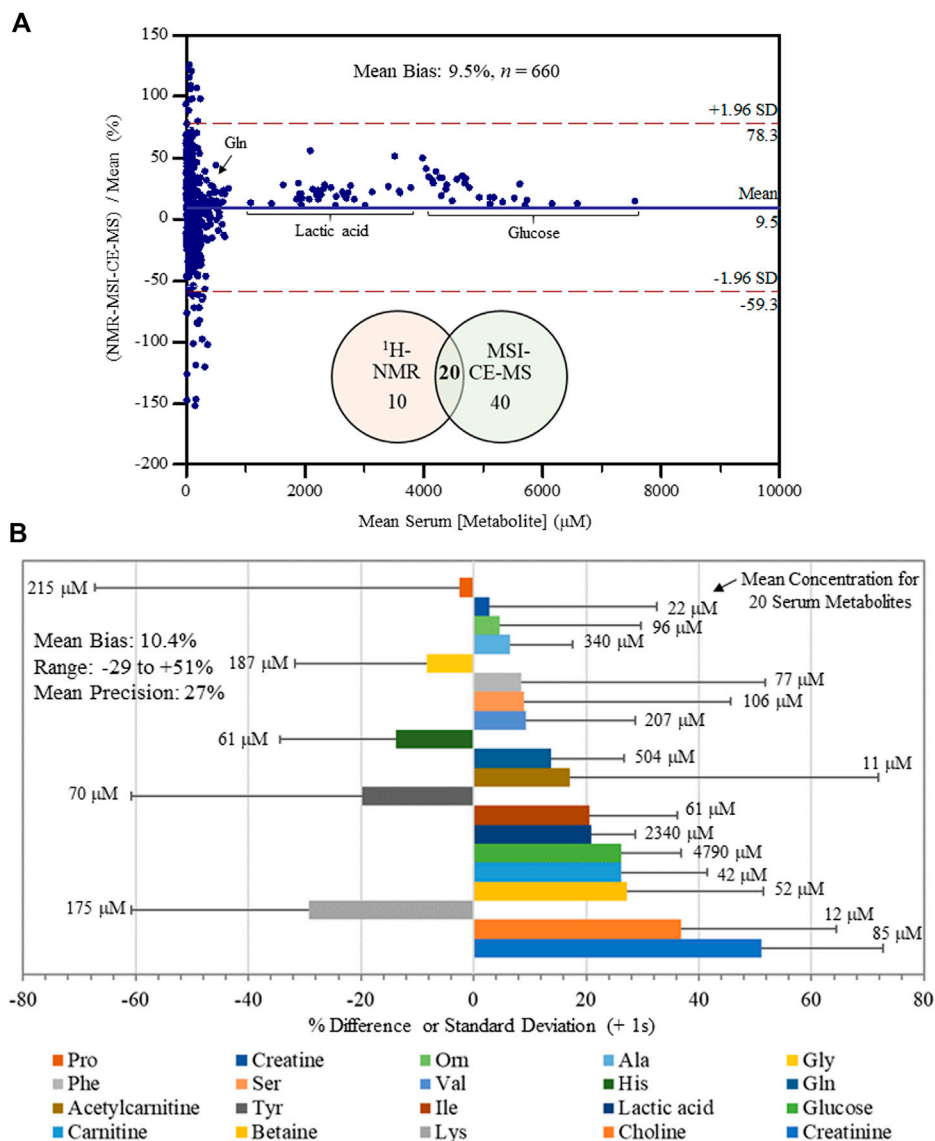 A
150
100
50
0
-50
-100
-150
-200
(NMR-MSI-CE-MS) / Mean (%)
Mean Bias: 9.5%, n = 660
+1.96 SD
78.3
Gln
Mean
9.5
Lactic acid
Glucose
-1.96 SD
-59.3
¹H-
NMR
10
20
MSI-
CE-MS
40
0
2000
4000
6000
8000
10000
Mean Serum [Metabolite] (µM)
B
215 µM
Mean Concentration for
20 Serum Metabolites
22 µM
96 µM
340 µM
Mean Bias: 10.4%
Range: -29 to +51%
Mean Precision: 27%
187 µM
77 µM
106 µM
207 µM
61 µM
504 µM
11 µM
70 µM
61 µM
2340 µM
4790 µM
42 µM
52 µM
175 µM
12 µM
85 µM
-80
-60
-40
-20
0
20
40
60
80
% Difference or Standard Deviation (+ 1s)
Pro
Creatine
Orn
Ala
Gly
Phe
Ser
Val
His
Gln
Acetylcarnitine
Tyr
Ile
Lactic acid
Glucose
Carnitine
Betaine
Lys
Choline
Creatinine